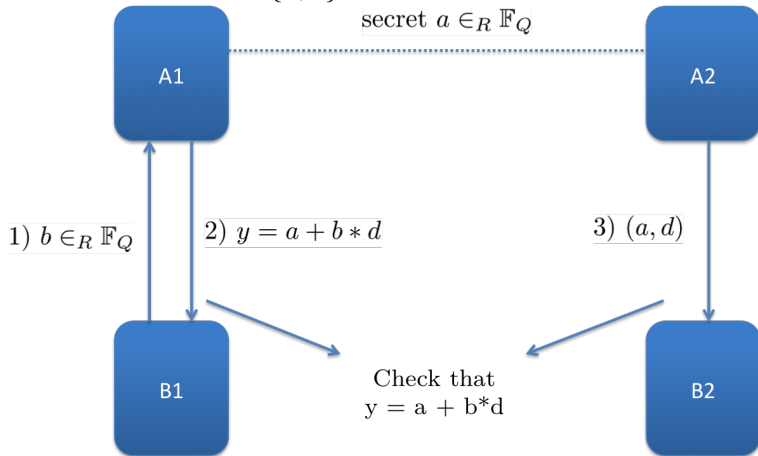 secret a ∈_R 𝔽_Q
A1
A2
1) b ∈_R 𝔽_Q
2) y = a + b ∗ d
3) (a, d)
B1
Check that
y = a + b*d
B2